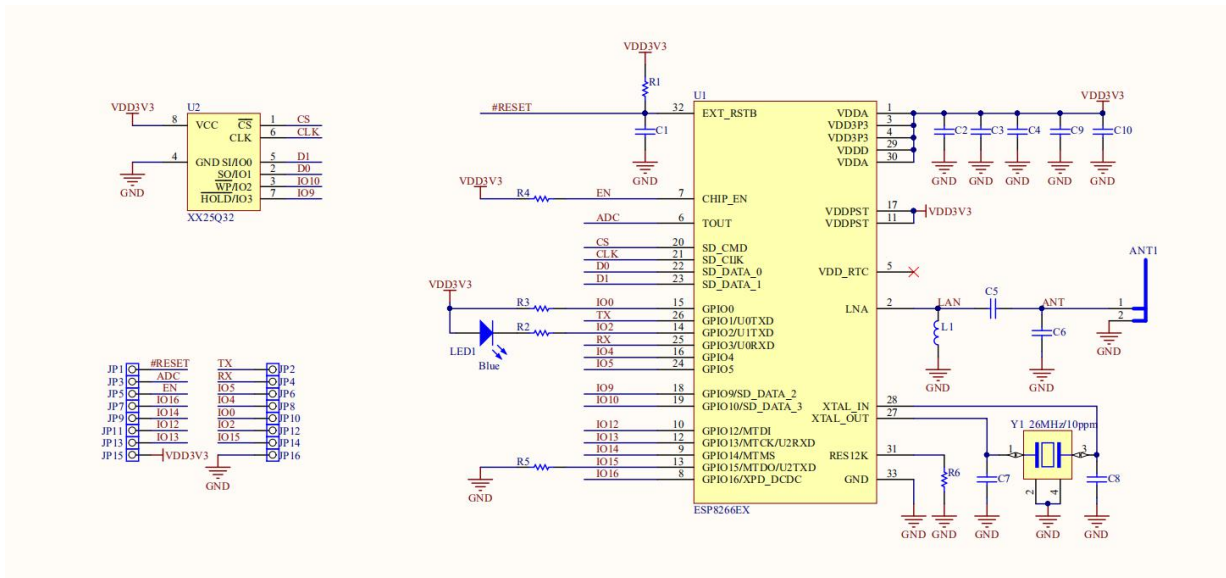 VDD3V3
U2
8 VCC CS 1 CS
CLK 6 CLK
4 GND SI/IO0 5 D1
SO/IO1 2 D0
WP/IO2 3 IO10
HOLD/IO3 7 IO9
GND
XX25Q32
JP1 #RESET TX JP2
JP3 ADC RX JP4
JP5 EN IO5 JP6
JP7 IO16 IO4 JP8
JP9 IO14 IO0 JP10
JP11 IO12 IO2 JP12
JP13 IO13 IO15 JP14
JP15 VDD3V3 JP16
GND
VDD3V3
R1
#RESET
C1
GND
VDD3V3
R4 EN
ADC
CS
CLK
D0
D1
VDD3V3
R3 IO0
TX
R2 IO2
LED1
Blue
RX
IO4
IO5
IO9
IO10
IO12
IO13
IO14
R5 IO15
IO16
GND
U1
32 EXT_RSTB
7 CHIP_EN
6 TOUT
20 SD_CMD
21 SD_CLK
22 SD_DATA_0
23 SD_DATA_1
15 GPIO0
26 GPIO1/U0TXD
14 GPIO2/U1TXD
25 GPIO3/U0RXD
16 GPIO4
24 GPIO5
18 GPIO9/SD_DATA_2
19 GPIO10/SD_DATA_3
10 GPIO12/MTDI
12 GPIO13/MTCK/U2RXD
9 GPIO14/MTMS
13 GPIO15/MTDO/U2TXD
8 GPIO16/XPD_DCDC
ESP8266EX
VDDA 1
VDD3P3 3
VDD3P3 4
VDDD 29
VDDA 30
VDDPST 17
VDDPST 11
VDD_RTC 5
LNA 2
XTAL_IN 28
XTAL_OUT 27
RES12K 31
GND 33
VDD3V3
C2 C3 C4 C9 C10
GND GND GND GND GND
VDD3V3
ANT1
LAN C5 ANT 1
2
L1 C6
GND
GND GND
Y1 26MHz/10ppm
1 3
R6 C7 2 4 C8
GND GND GND GND GND